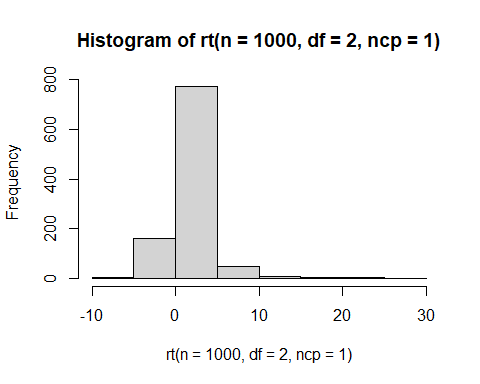 Histogram of rt(n = 1000, df = 2, ncp = 1)
Frequency
800
600
400
200
0
-10 0 10 20 30
rt(n = 1000, df = 2, ncp = 1)